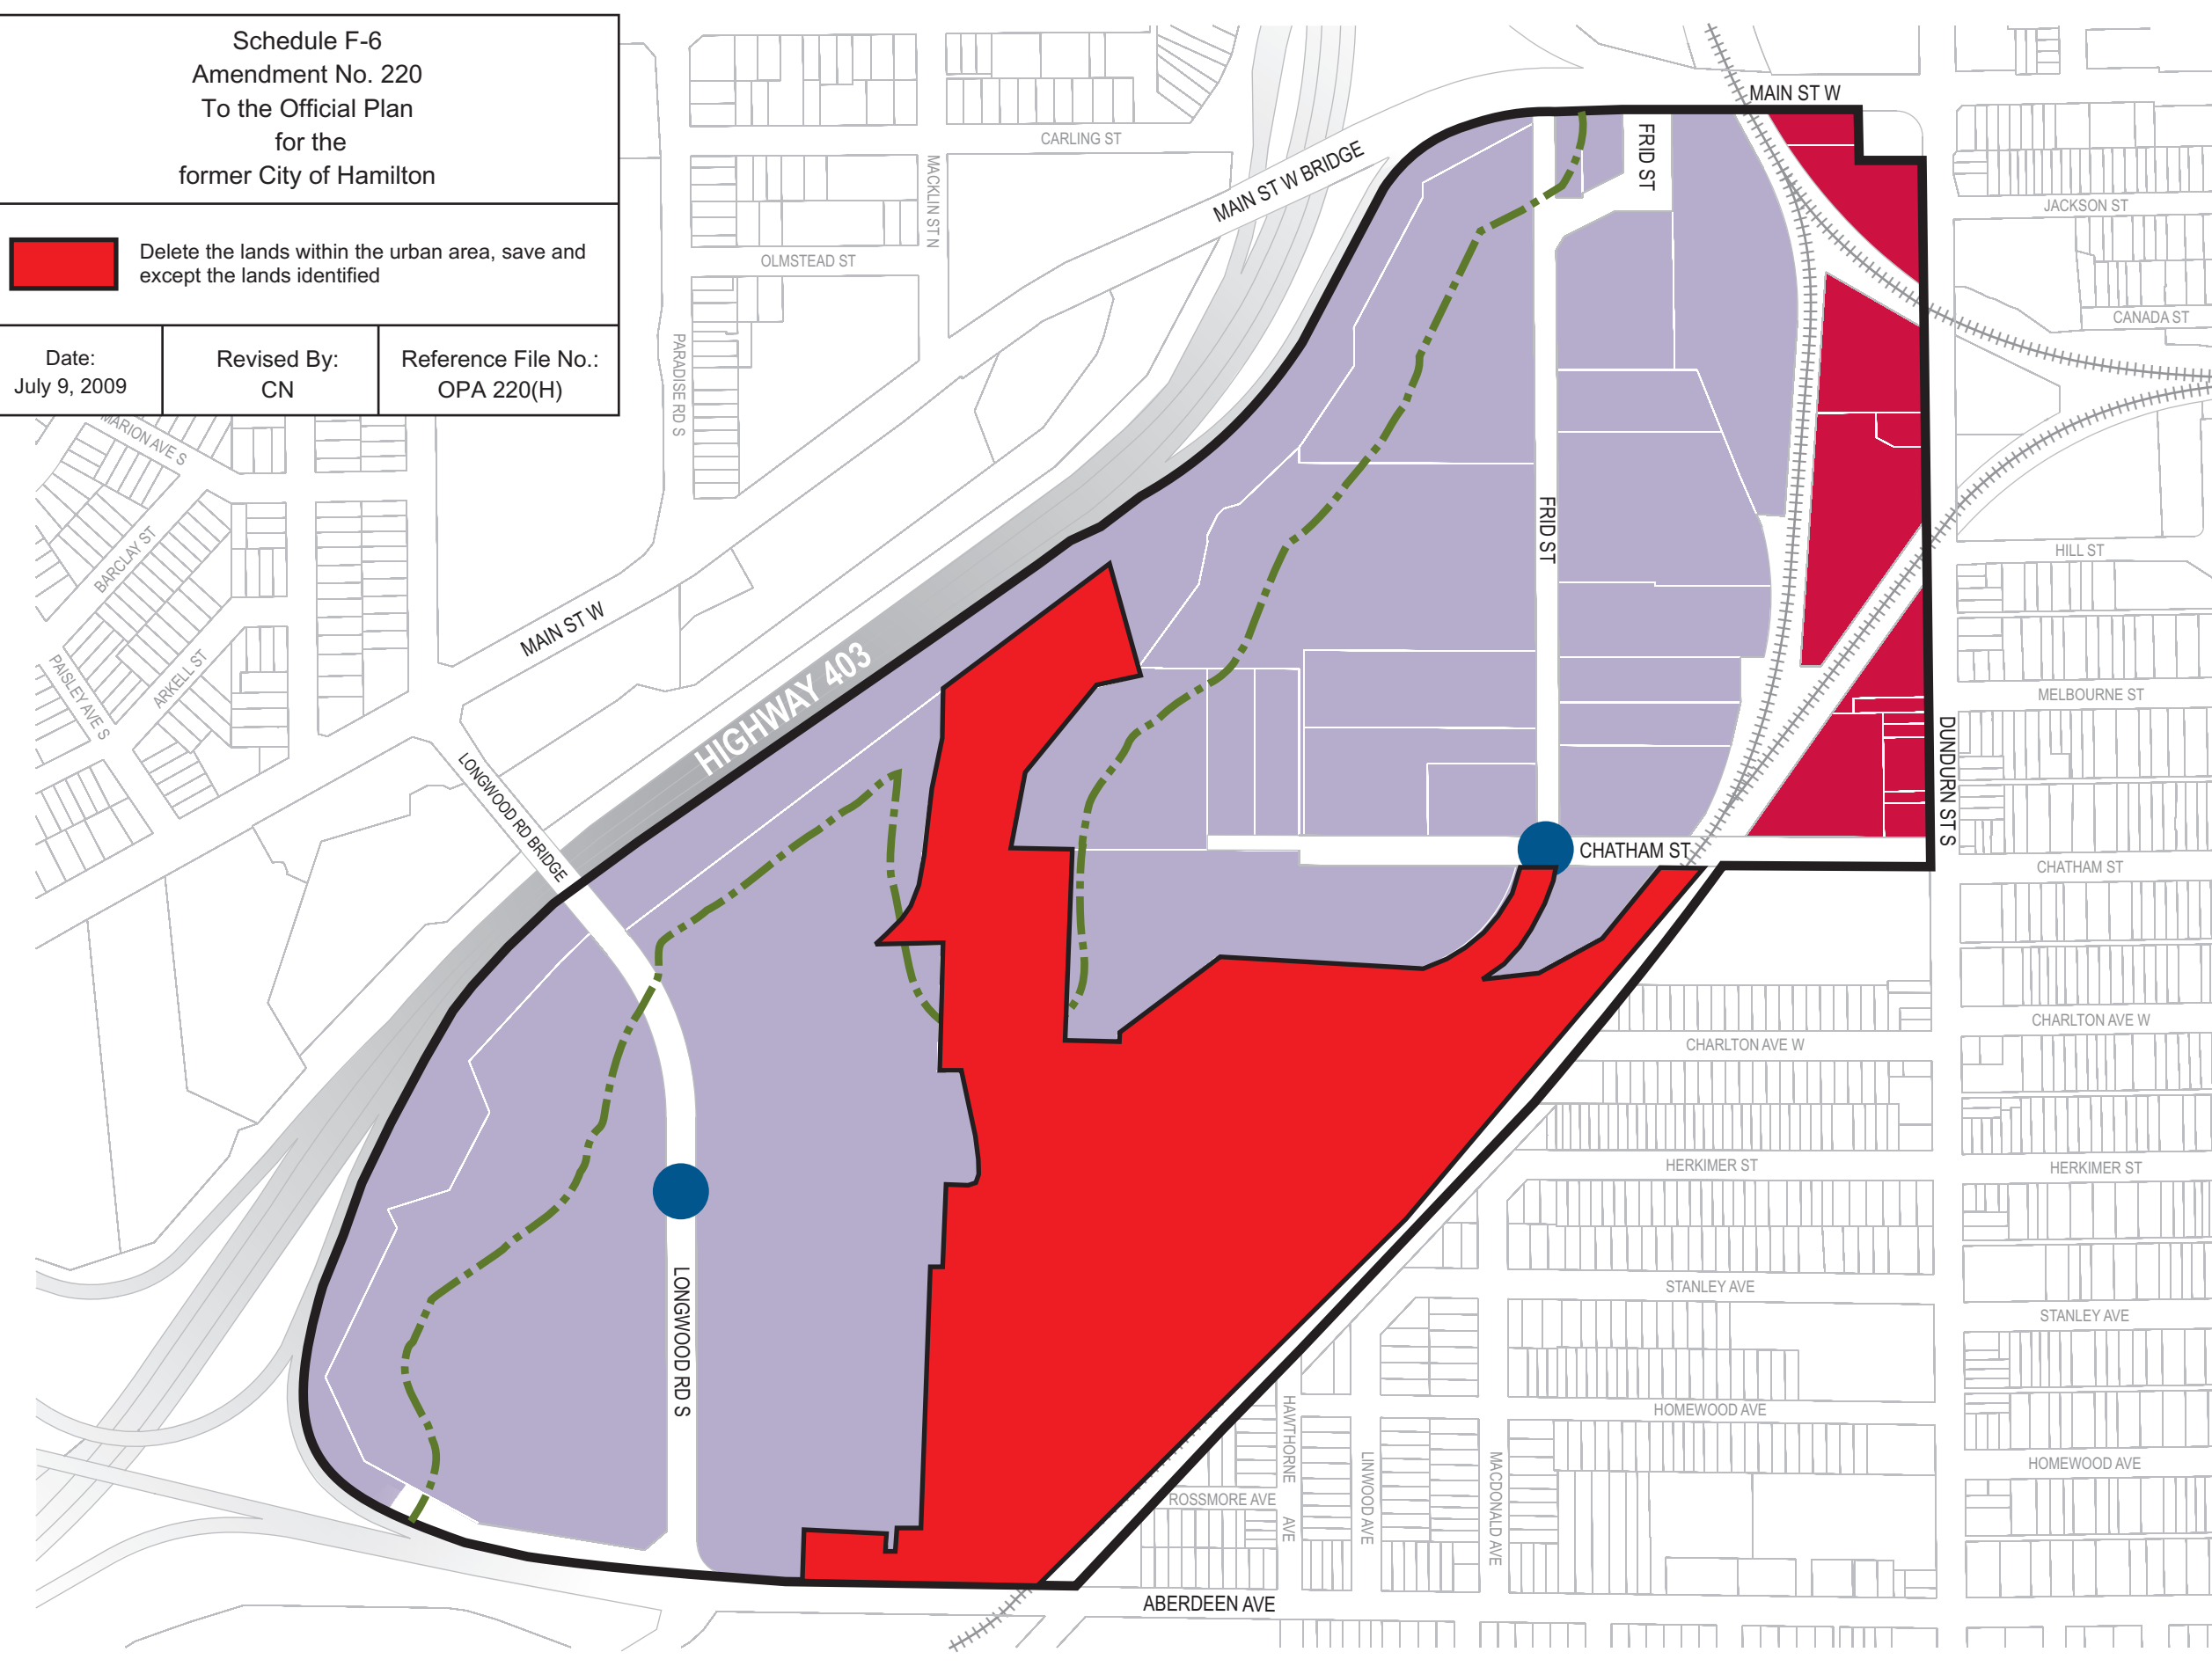 Schedule F-6
Amendment No. 220
To the Official Plan
for the
former City of Hamilton
Delete the lands within the urban area, save and
except the lands identified
Date:
July 9, 2009
Revised By:
CN
Reference File No.:
OPA 220(H)
MAIN ST W
CARLING ST
MAIN ST W BRIDGE
FRID ST
MACKLIN ST N
JACKSON ST
OLMSTEAD ST
CANADA ST
PARADISE RD S
MARION AVE S
FRID ST
BARCLAY ST
HILL ST
MAIN ST W
PAISLEY AVE S
ARKELL ST
HIGHWAY 403
MELBOURNE ST
LONGWOOD RD BRIDGE
DUNDURN ST S
CHATHAM ST
CHATHAM ST
CHARLTON AVE W
CHARLTON AVE W
HERKIMER ST
HERKIMER ST
STANLEY AVE
STANLEY AVE
LONGWOOD RD S
HOMEWOOD AVE
HAWTHORNE AVE
LINWOOD AVE
MACDONALD AVE
HOMEWOOD AVE
ROSSMORE AVE
ABERDEEN AVE